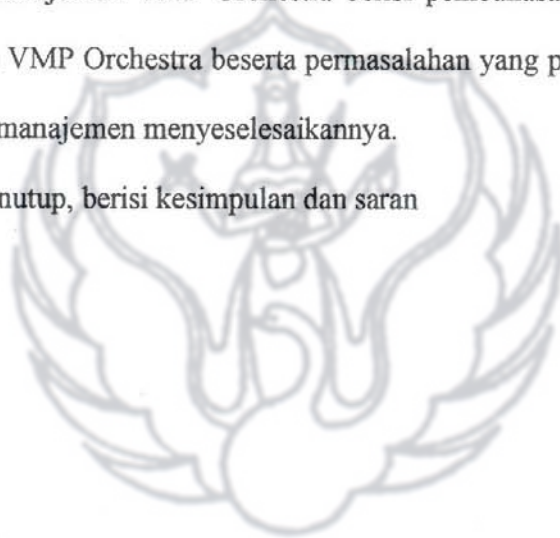 VMP Orchestra beserta permasalahan yang p
manajemen menyeselesaikannya.
nutup, berisi kesimpulan dan saran